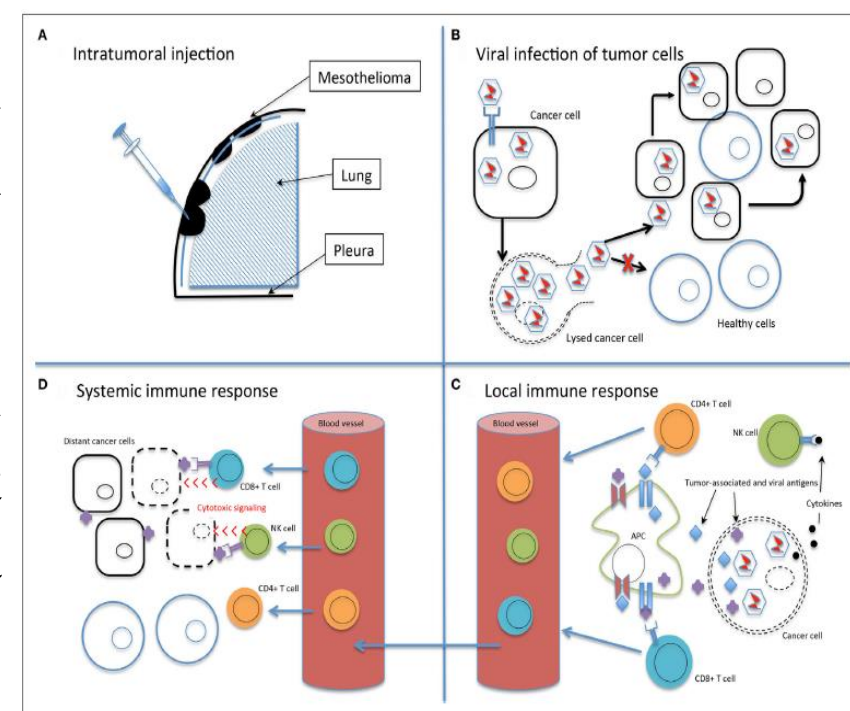 A
Intratumoral injection
Mesothelioma
Lung
Pleura
B
Viral infection of tumor cells
Cancer cell
Lysed cancer cell
Healthy cells
D
Systemic immune response
Blood vessel
Distant cancer cells
CD8+ T cell
Cytotoxic signaling
NK cell
CD4+ T cell
C
Local immune response
Blood vessel
CD4+ T cell
NK cell
Tumor-associated and viral antigens
Cytokines
APC
Cancer cell
CD8+ T cell